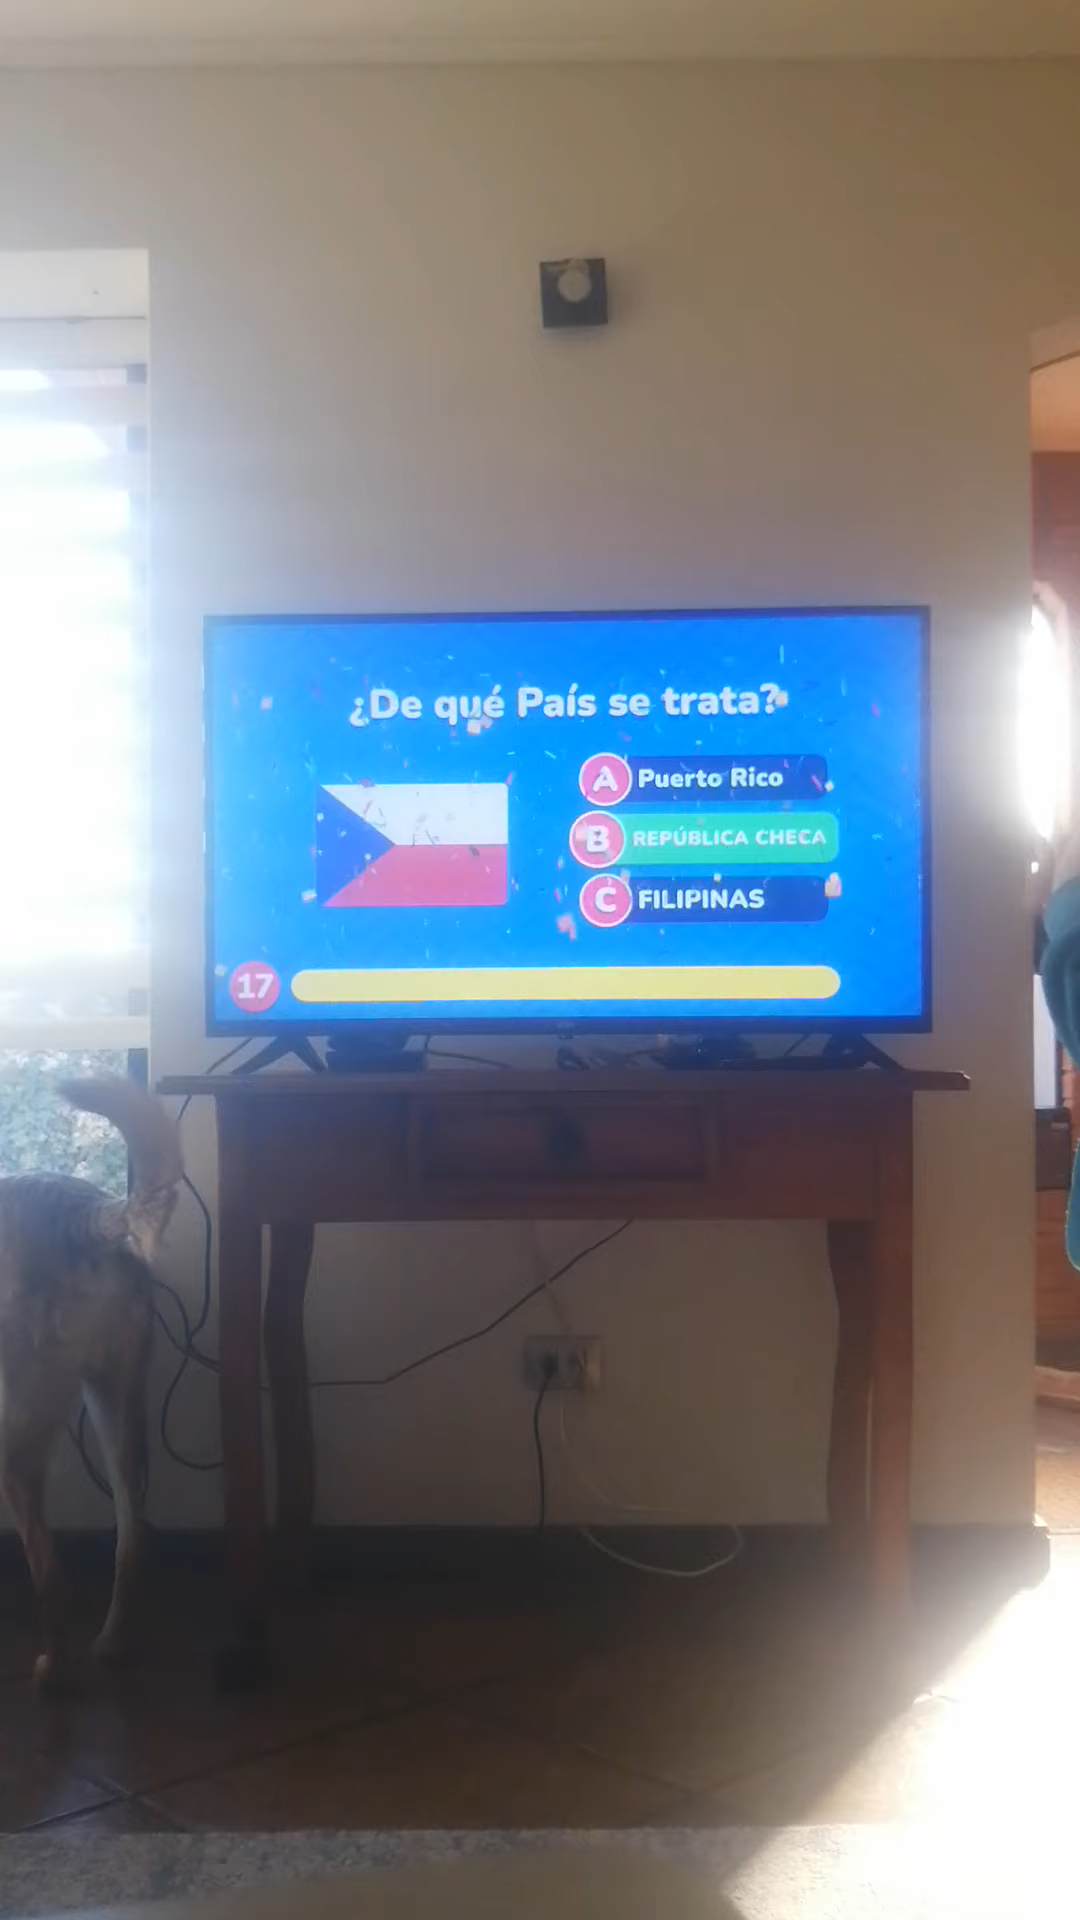 ¿De qué País se trata?
A Puerto Rico
B REPÚBLICA CHECA
C FILIPINAS
17